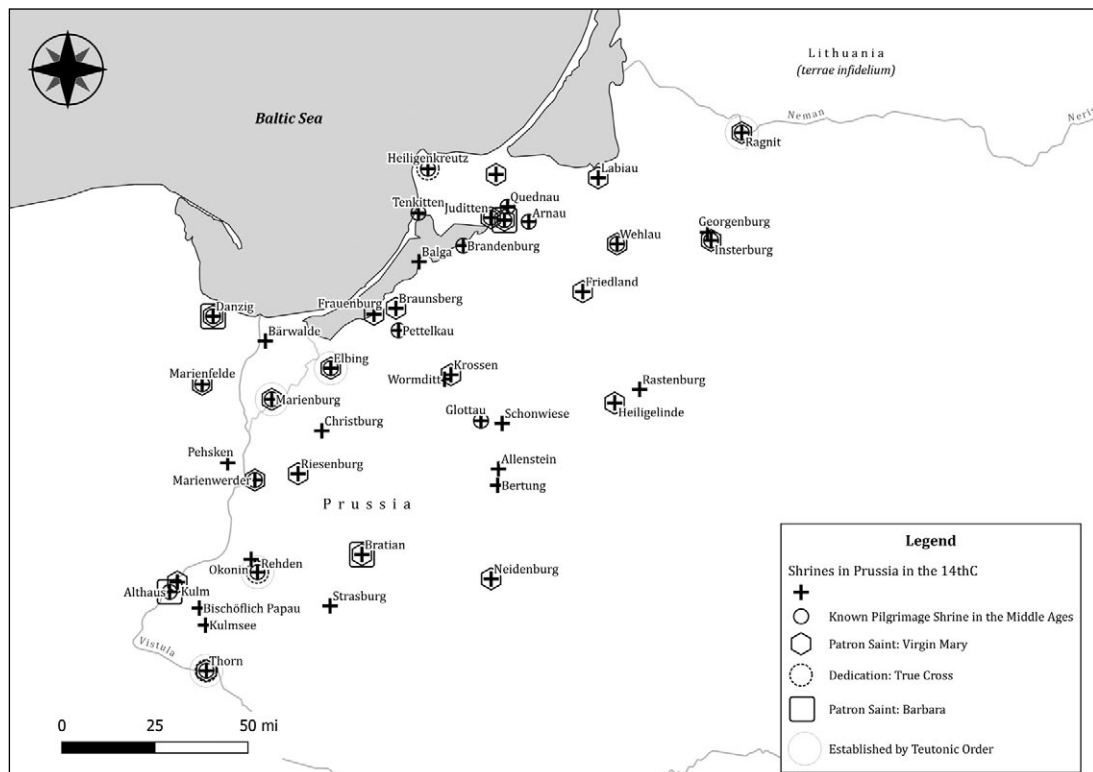 Lithuania
(terrae infidelium)
Baltic Sea
Neman
Neris
Ragnit
Heiligenkreutz
Labiau
Quednau
Tenkitten
Juditten
Arnau
Georgenburg
Wehlau
Insterburg
Brandenburg
Balga
Friedland
Danzig
Frauenburg
Braunsberg
Bärwalde
Pettelkau
Elbing
Krossen
Marienfelde
Wormditt
Rastenburg
Marienburg
Heiligelinde
Glottau
Schonwiese
Christburg
Pehsken
Riesenburg
Allenstein
Marienwerder
Bertung
Prussia
Bratian
Okonin
Rehden
Neidenburg
Althaus
Kulm
Bischöflich Papau
Strasburg
Kulmsee
Vistula
Thorn
0 25 50 mi
Legend
Shrines in Prussia in the 14thC
Known Pilgrimage Shrine in the Middle Ages
Patron Saint: Virgin Mary
Dedication: True Cross
Patron Saint: Barbara
Established by Teutonic Order